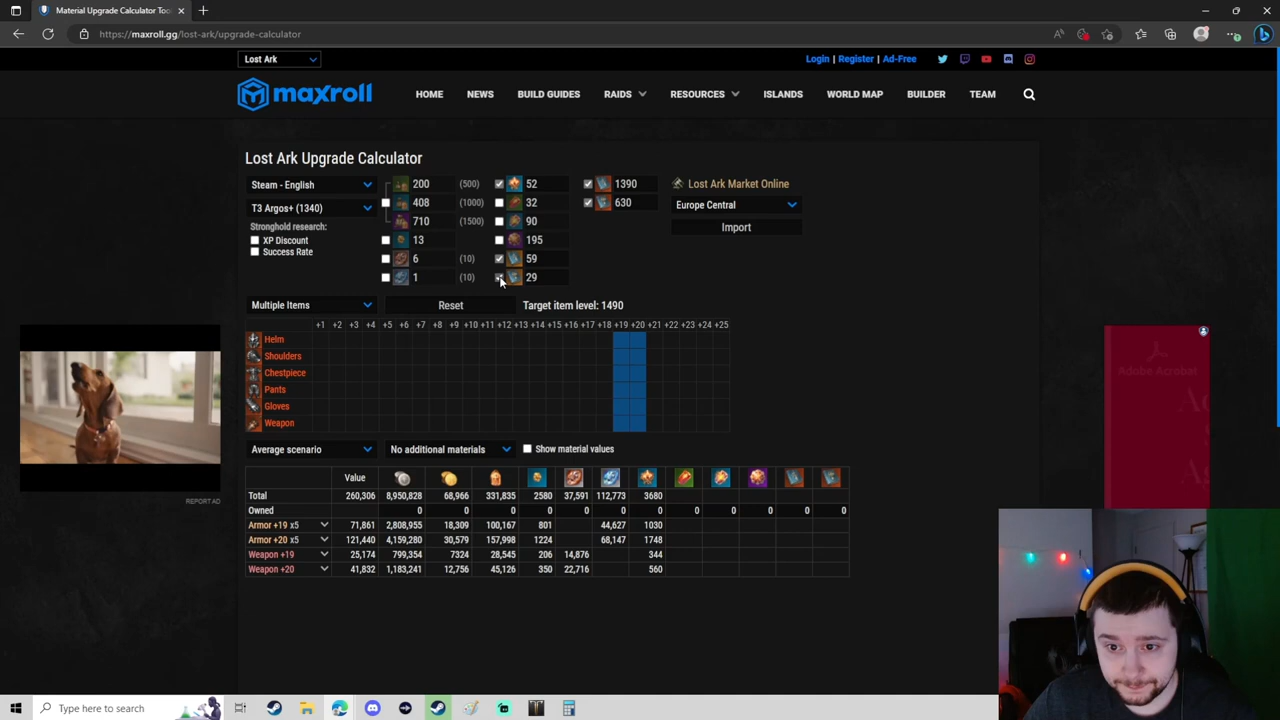 Material Upgrade Calculator Too
https://maxroll.gg/lost-ark/upgrade-calculator
Lost Ark
Login | Register | Ad-Free
maxroll
HOME NEWS BUILD GUIDES RAIDS RESOURCES ISLANDS WORLD MAP BUILDER TEAM
Lost Ark Upgrade Calculator
Steam - English 200 (500) 52 1390 Lost Ark Market Online
T3 Argos+ (1340) 408 (1000) 32 630 Europe Central
Stronghold research: 710 (1500) 90 Import
XP Discount 13 195
Success Rate 6 (10) 59
1 (10) 29
Multiple Items Reset Target item level: 1490
+1 +2 +3 +4 +5 +6 +7 +8 +9 +10 +11 +12 +13 +14 +15 +16 +17 +18 +19 +20 +21 +22 +23 +24 +25
Helm
Shoulders
Chestpiece
Pants
Gloves
Weapon
Average scenario No additional materials Show material values
Value
Total 260,306 8,950,828 68,966 331,835 2580 37,591 112,773 3680
Owned 0 0 0 0 0 0 0 0 0 0 0 0
Armor +19 x5 71,861 2,808,955 18,309 100,167 801 44,627 1030
Armor +20 x5 121,440 4,159,280 30,579 157,998 1224 68,147 1748
Weapon +19 25,174 799,354 7324 28,545 206 14,876 344
Weapon +20 41,832 1,183,241 12,756 45,126 350 22,716 560
REPORT AD
Adobe Acrobat
Type here to search